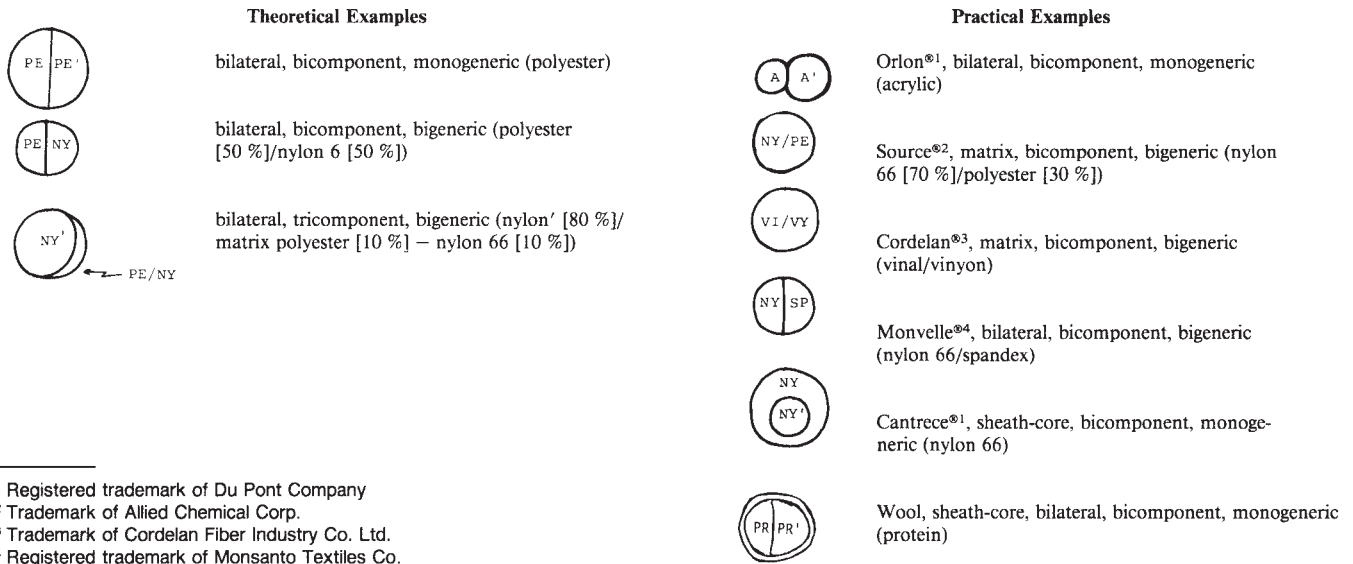 Theoretical Examples
PE PE'
bilateral, bicomponent, monogeneric (polyester)
PE NY
bilateral, bicomponent, bigeneric (polyester
[50 %]/nylon 6 [50 %])
NY'
bilateral, tricomponent, bigeneric (nylon′ [80 %]/
matrix polyester [10 %] − nylon 66 [10 %])
PE/NY
Practical Examples
A A'
Orlon®1, bilateral, bicomponent, monogeneric
(acrylic)
NY/PE
Source®2, matrix, bicomponent, bigeneric (nylon
66 [70 %]/polyester [30 %])
VI/VY
Cordelan®3, matrix, bicomponent, bigeneric
(vinal/vinyon)
NY SP
Monvelle®4, bilateral, bicomponent, bigeneric
(nylon 66/spandex)
NY
NY'
Cantrece®1, sheath-core, bicomponent, monoge-
neric (nylon 66)
PR PR'
Wool, sheath-core, bilateral, bicomponent, monogeneric
(protein)
Registered trademark of Du Pont Company
Trademark of Allied Chemical Corp.
Trademark of Cordelan Fiber Industry Co. Ltd.
Registered trademark of Monsanto Textiles Co.